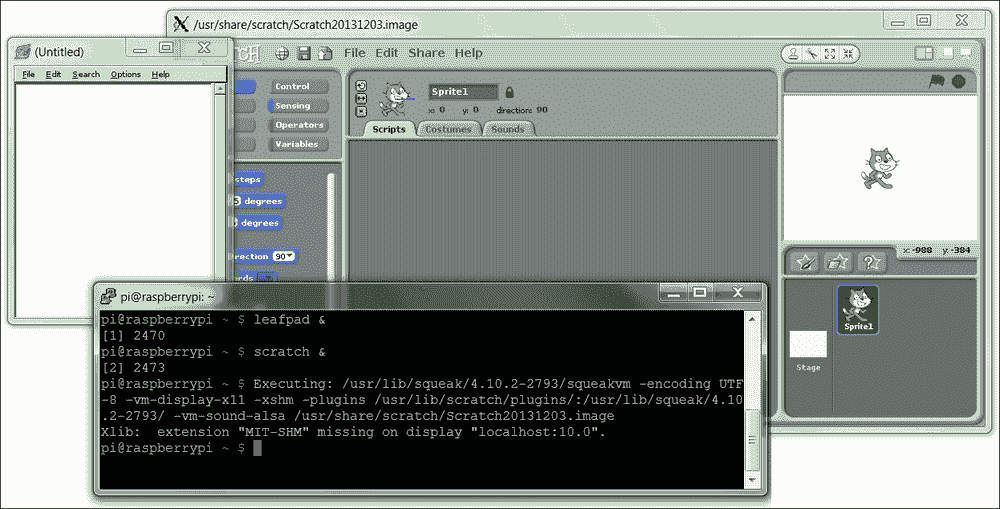 /usr/share/scratch/Scratch20131203.image
(Untitled)
File Edit Search Options Help
File Edit Share Help
Control
Sensing
Operators
Variables
Sprite1
x: 0 y: 0 direction: 90
Scripts Costumes Sounds
steps
degrees
degrees
90
x: -988 y: -384
Sprite1
Stage
pi@raspberrypi: ~
pi@raspberrypi ~ $ leafpad &
[1] 2470
pi@raspberrypi ~ $ scratch &
[2] 2473
pi@raspberrypi ~ $ Executing: /usr/lib/squeak/4.10.2-2793/squeakvm -encoding UTF
-8 -vm-display-x11 -xshm -plugins /usr/lib/scratch/plugins/:/usr/lib/squeak/4.10
.2-2793/ -vm-sound-alsa /usr/share/scratch/Scratch20131203.image
Xlib:  extension "MIT-SHM" missing on display "localhost:10.0".
pi@raspberrypi ~ $